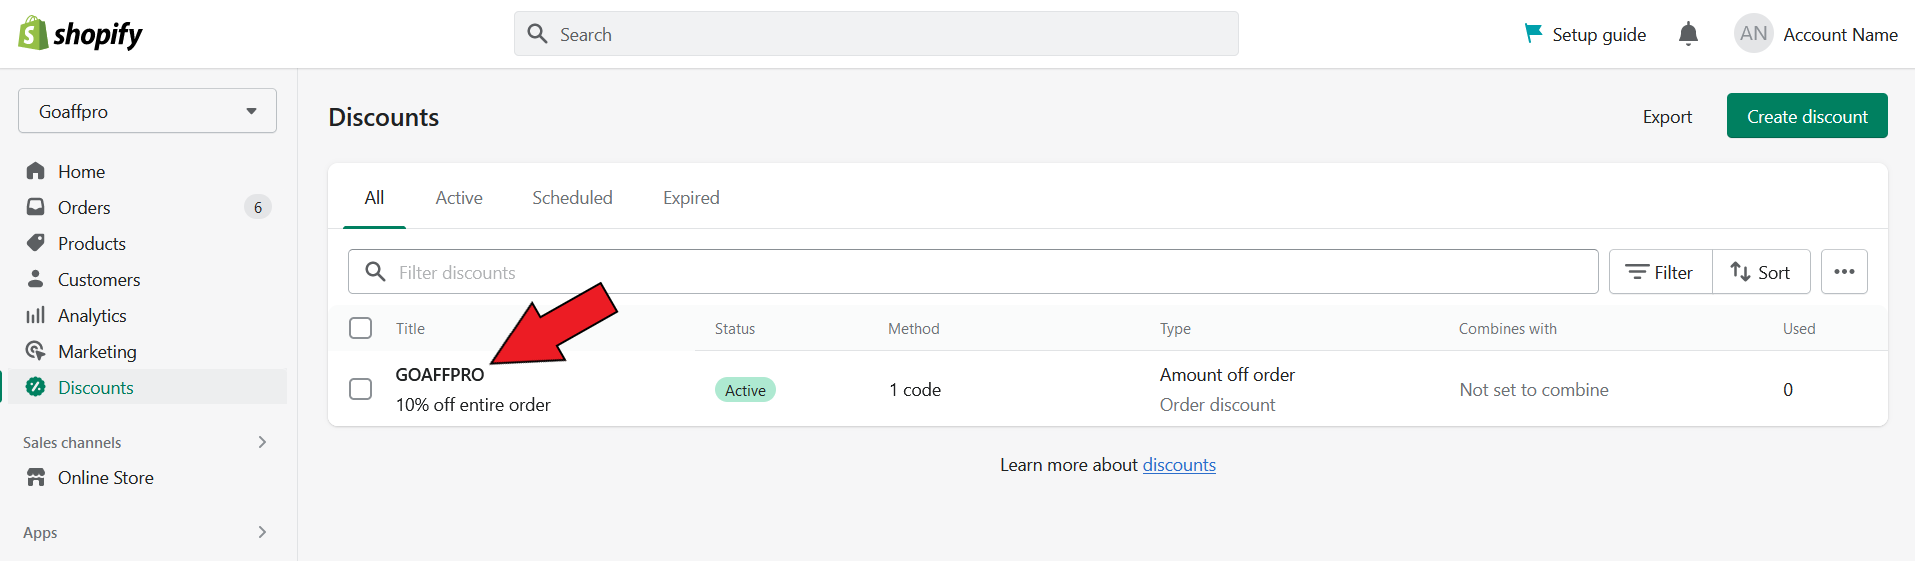 shopify
Search
Setup guide
AN
Account Name
Goaffpro
Home
Orders 6
Products
Customers
Analytics
Marketing
Discounts
Sales channels
Online Store
Apps
Discounts
Export
Create discount
All Active Scheduled Expired
Filter discounts
Filter
Sort
Title Status Method Type Combines with Used
GOAFFPRO
10% off entire order
Active
1 code
Amount off order
Order discount
Not set to combine
0
Learn more about discounts